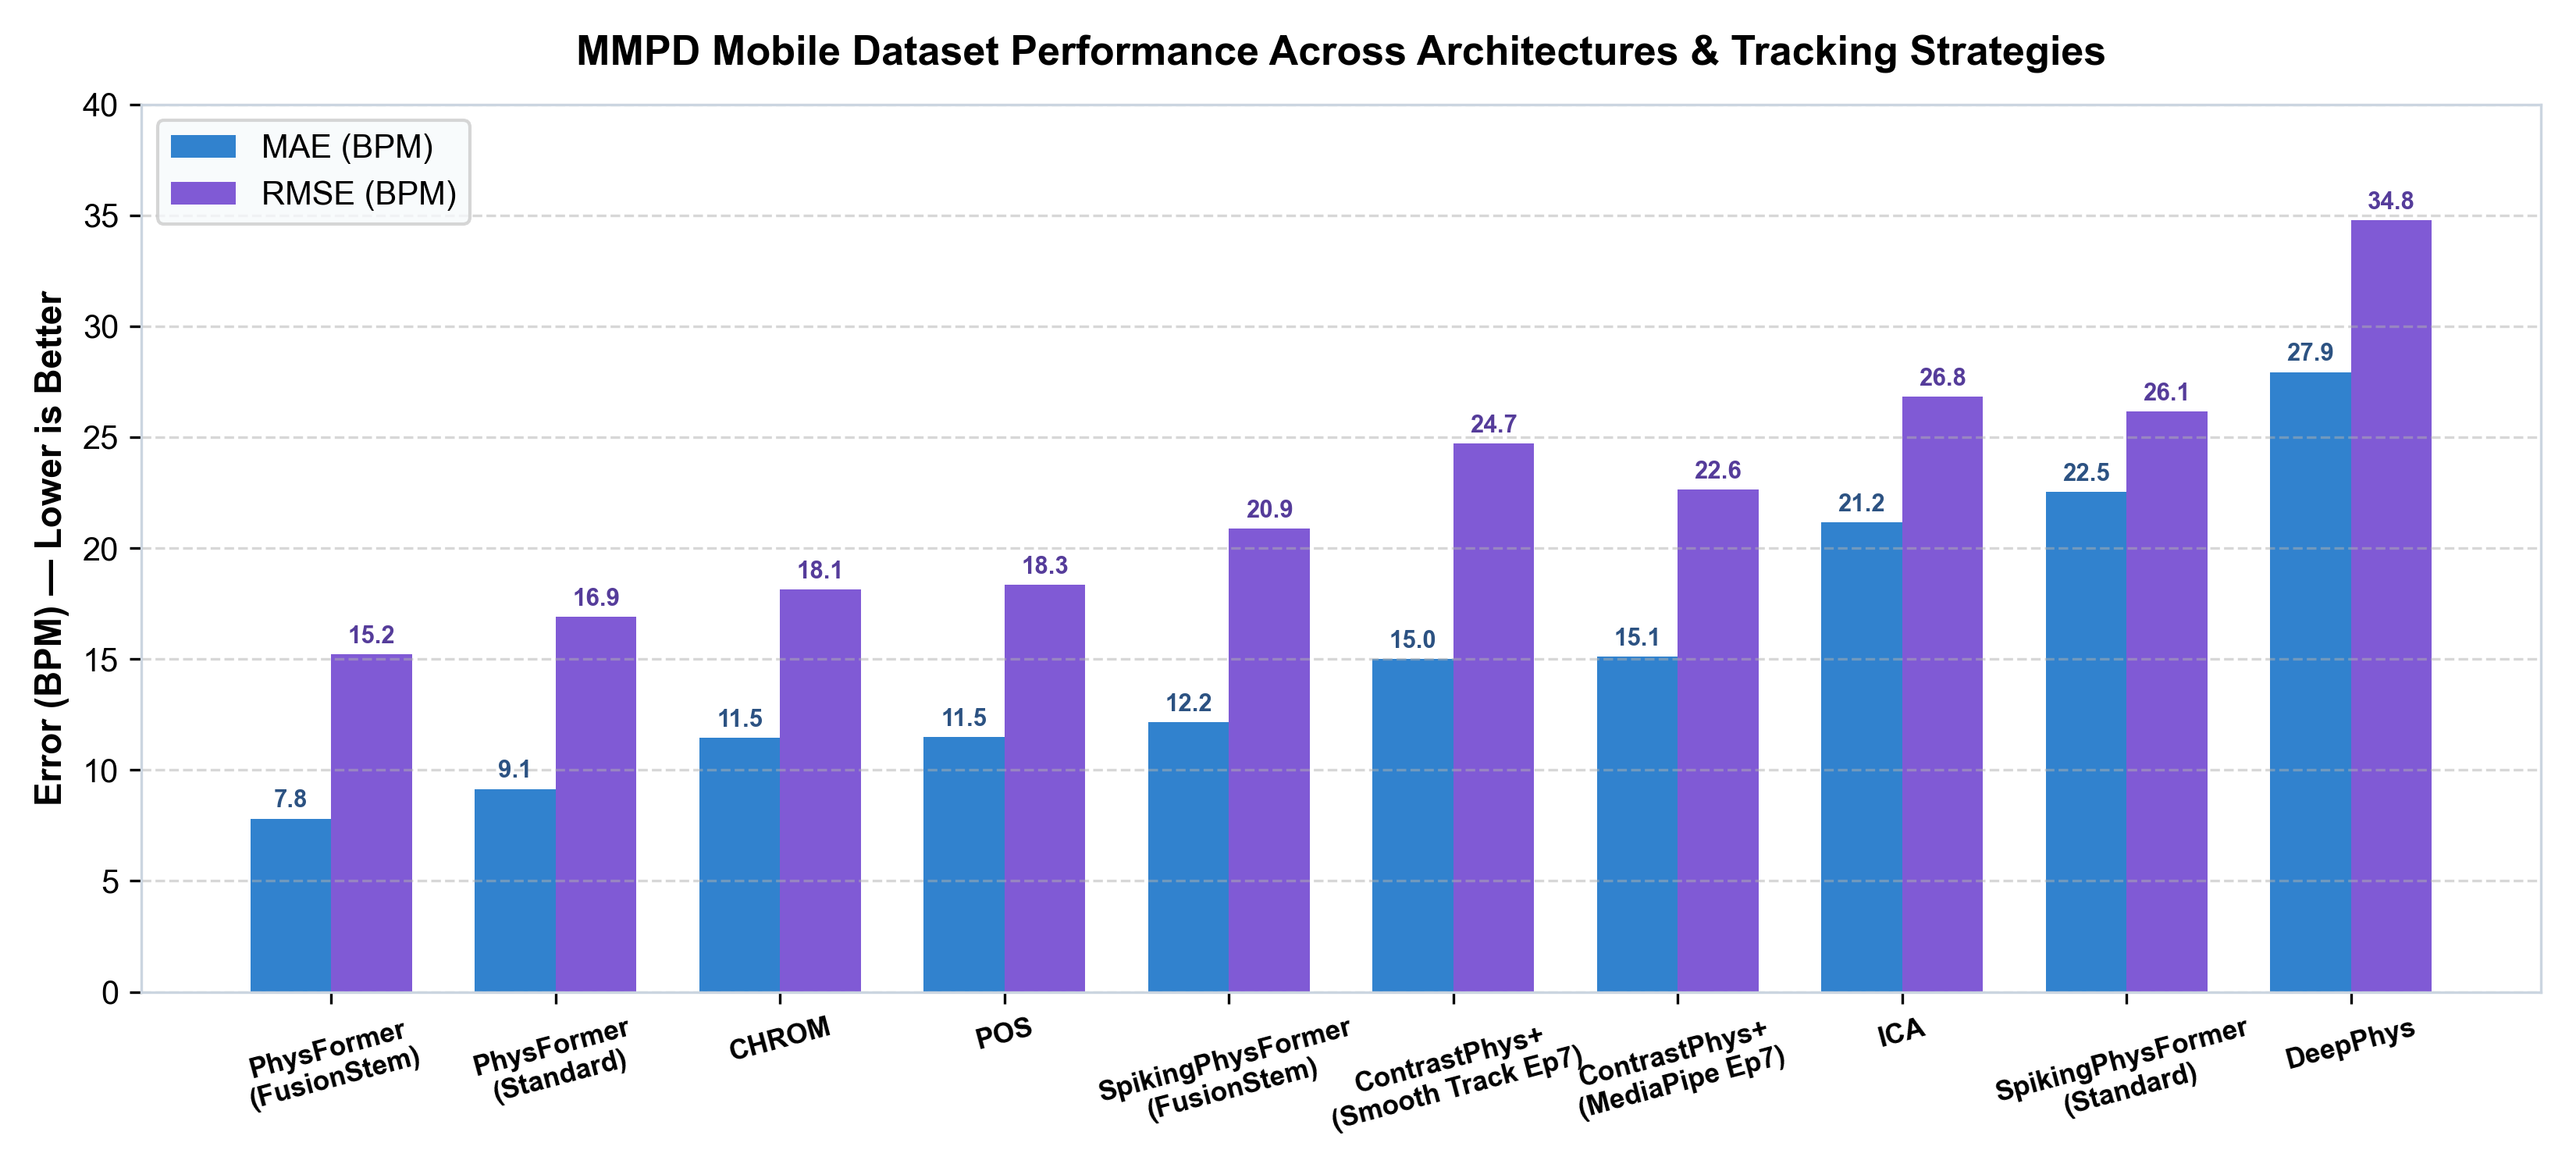 MMPD Mobile Dataset Performance Across Architectures & Tracking Strategies
Error (BPM) — Lower is Better
40
35
30
25
20
15
10
5
0
MAE (BPM)
RMSE (BPM)
7.8
15.2
9.1
16.9
11.5
18.1
11.5
18.3
12.2
20.9
15.0
24.7
15.1
22.6
21.2
26.8
22.5
26.1
27.9
34.8
PhysFormer
(FusionStem)
PhysFormer
(Standard)
CHROM
POS
SpikingPhysFormer
(FusionStem)
ContrastPhys+
(Smooth Track Ep7)
ContrastPhys+
(MediaPipe Ep7)
ICA
SpikingPhysFormer
(Standard)
DeepPhys